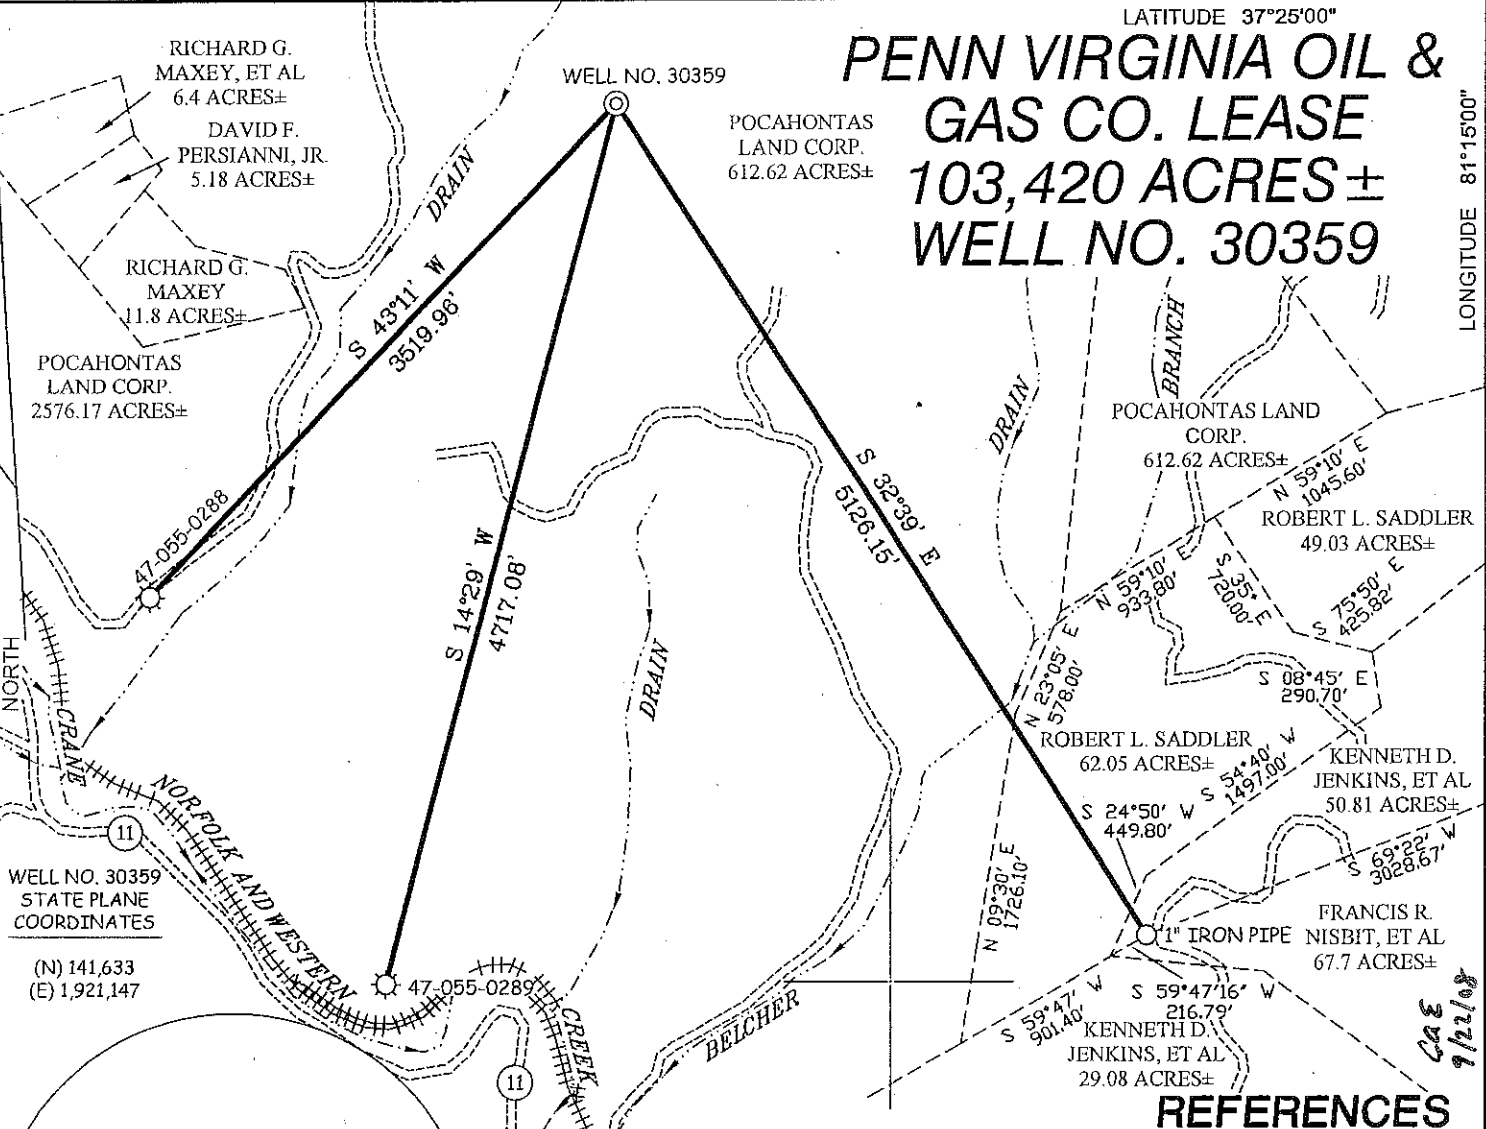 LATITUDE 37°25'00"
PENN VIRGINIA OIL &
GAS CO. LEASE
103,420 ACRES ±
WELL NO. 30359
LONGITUDE 81°15'00"
RICHARD G.
MAXEY, ET AL
6.4 ACRES±
DAVID F.
PERSIANNI, JR.
5.18 ACRES±
RICHARD G.
MAXEY
11.8 ACRES±
POCAHONTAS
LAND CORP.
2576.17 ACRES±
WELL NO. 30359
POCAHONTAS
LAND CORP.
612.62 ACRES±
DRAIN
S 43°11' W
3519.96'
47-055-0288
S 14°29' W
4717.08'
S 32°39' E
5126.15'
DRAIN
BRANCH
POCAHONTAS LAND
CORP.
612.62 ACRES±
N 59°10' E
1045.60'
ROBERT L. SADDLER
49.03 ACRES±
N 59°10' E
933.80'
S 35° E
720.00'
S 75°50' E
425.82'
S 08°45' E
290.70'
N 23°05' E
578.00'
ROBERT L. SADDLER
62.05 ACRES±
S 54°40' W
1497.00'
KENNETH D.
JENKINS, ET AL
50.81 ACRES±
S 24°50' W
449.80'
S 69°22' W
3028.67'
N 09°30' E
1726.10'
1" IRON PIPE
FRANCIS R.
NISBIT, ET AL
67.7 ACRES±
S 59°47'16" W
216.79'
S 59°47' W
901.40'
KENNETH D.
JENKINS, ET AL
29.08 ACRES±
DRAIN
NORTH
CRANE
NORFOLK AND WESTERN
11
WELL NO. 30359
STATE PLANE
COORDINATES
(N) 141,633
(E) 1,921,147
47-055-0289
CREEK
11
BELCHER
CaE
9/22/08
REFERENCES